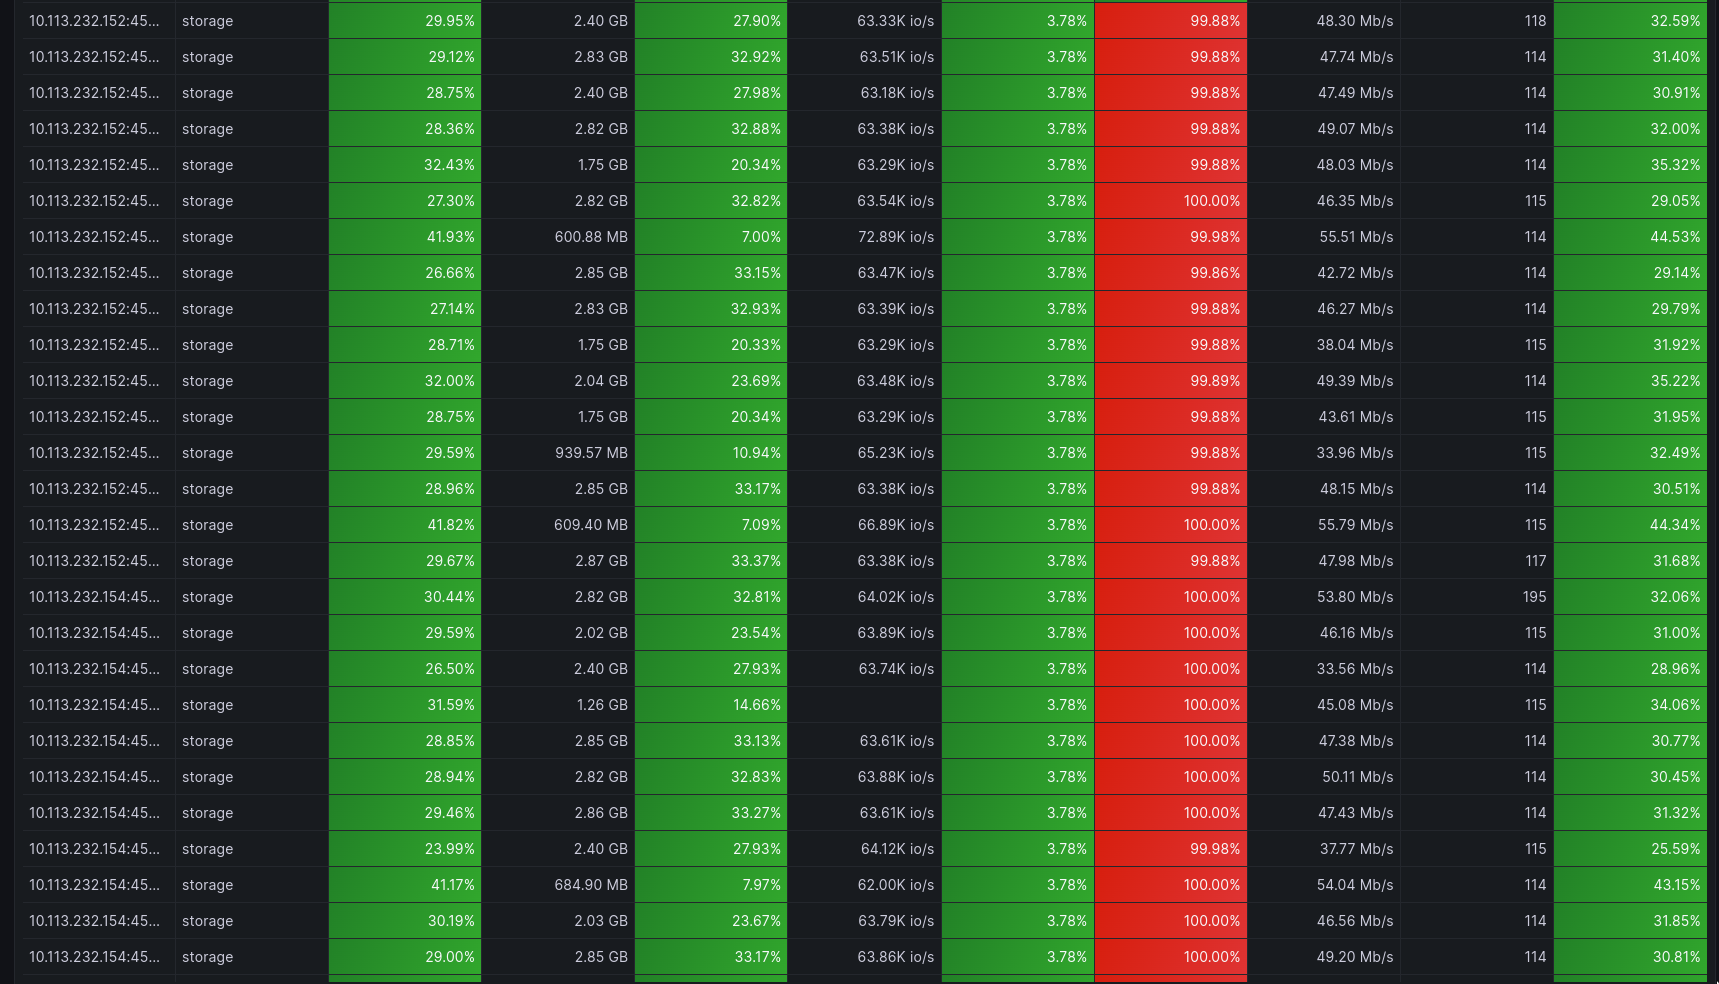 10.113.232.152:45... storage 29.95% 2.40 GB 27.90% 63.33K io/s 3.78% 99.88% 48.30 Mb/s 118 32.59%
10.113.232.152:45... storage 29.12% 2.83 GB 32.92% 63.51K io/s 3.78% 99.88% 47.74 Mb/s 114 31.40%
10.113.232.152:45... storage 28.75% 2.40 GB 27.98% 63.18K io/s 3.78% 99.88% 47.49 Mb/s 114 30.91%
10.113.232.152:45... storage 28.36% 2.82 GB 32.88% 63.38K io/s 3.78% 99.88% 49.07 Mb/s 114 32.00%
10.113.232.152:45... storage 32.43% 1.75 GB 20.34% 63.29K io/s 3.78% 99.88% 48.03 Mb/s 114 35.32%
10.113.232.152:45... storage 27.30% 2.82 GB 32.82% 63.54K io/s 3.78% 100.00% 46.35 Mb/s 115 29.05%
10.113.232.152:45... storage 41.93% 600.88 MB 7.00% 72.89K io/s 3.78% 99.98% 55.51 Mb/s 114 44.53%
10.113.232.152:45... storage 26.66% 2.85 GB 33.15% 63.47K io/s 3.78% 99.86% 42.72 Mb/s 114 29.14%
10.113.232.152:45... storage 27.14% 2.83 GB 32.93% 63.39K io/s 3.78% 99.88% 46.27 Mb/s 114 29.79%
10.113.232.152:45... storage 28.71% 1.75 GB 20.33% 63.29K io/s 3.78% 99.88% 38.04 Mb/s 115 31.92%
10.113.232.152:45... storage 32.00% 2.04 GB 23.69% 63.48K io/s 3.78% 99.89% 49.39 Mb/s 114 35.22%
10.113.232.152:45... storage 28.75% 1.75 GB 20.34% 63.29K io/s 3.78% 99.88% 43.61 Mb/s 115 31.95%
10.113.232.152:45... storage 29.59% 939.57 MB 10.94% 65.23K io/s 3.78% 99.88% 33.96 Mb/s 115 32.49%
10.113.232.152:45... storage 28.96% 2.85 GB 33.17% 63.38K io/s 3.78% 99.88% 48.15 Mb/s 114 30.51%
10.113.232.152:45... storage 41.82% 609.40 MB 7.09% 66.89K io/s 3.78% 100.00% 55.79 Mb/s 115 44.34%
10.113.232.152:45... storage 29.67% 2.87 GB 33.37% 63.38K io/s 3.78% 99.88% 47.98 Mb/s 117 31.68%
10.113.232.154:45... storage 30.44% 2.82 GB 32.81% 64.02K io/s 3.78% 100.00% 53.80 Mb/s 195 32.06%
10.113.232.154:45... storage 29.59% 2.02 GB 23.54% 63.89K io/s 3.78% 100.00% 46.16 Mb/s 115 31.00%
10.113.232.154:45... storage 26.50% 2.40 GB 27.93% 63.74K io/s 3.78% 100.00% 33.56 Mb/s 114 28.96%
10.113.232.154:45... storage 31.59% 1.26 GB 14.66% 3.78% 100.00% 45.08 Mb/s 115 34.06%
10.113.232.154:45... storage 28.85% 2.85 GB 33.13% 63.61K io/s 3.78% 100.00% 47.38 Mb/s 114 30.77%
10.113.232.154:45... storage 28.94% 2.82 GB 32.83% 63.88K io/s 3.78% 100.00% 50.11 Mb/s 114 30.45%
10.113.232.154:45... storage 29.46% 2.86 GB 33.27% 63.61K io/s 3.78% 100.00% 47.43 Mb/s 114 31.32%
10.113.232.154:45... storage 23.99% 2.40 GB 27.93% 64.12K io/s 3.78% 99.98% 37.77 Mb/s 115 25.59%
10.113.232.154:45... storage 41.17% 684.90 MB 7.97% 62.00K io/s 3.78% 100.00% 54.04 Mb/s 114 43.15%
10.113.232.154:45... storage 30.19% 2.03 GB 23.67% 63.79K io/s 3.78% 100.00% 46.56 Mb/s 114 31.85%
10.113.232.154:45... storage 29.00% 2.85 GB 33.17% 63.86K io/s 3.78% 100.00% 49.20 Mb/s 114 30.81%